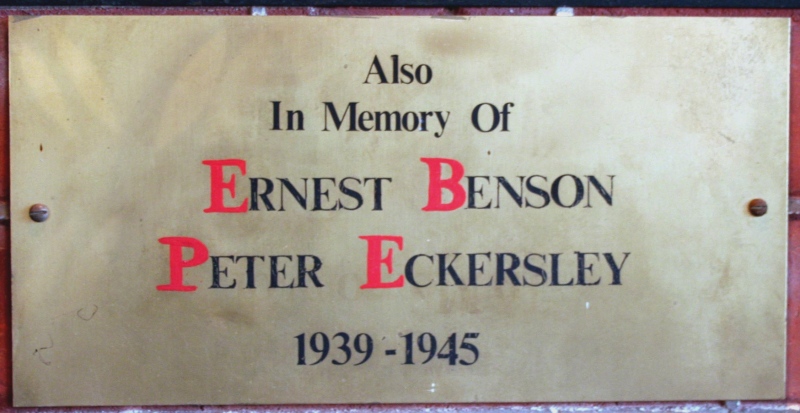 Also
In Memory Of
ERNEST BENSON
PETER ECKERSLEY
1939 - 1945